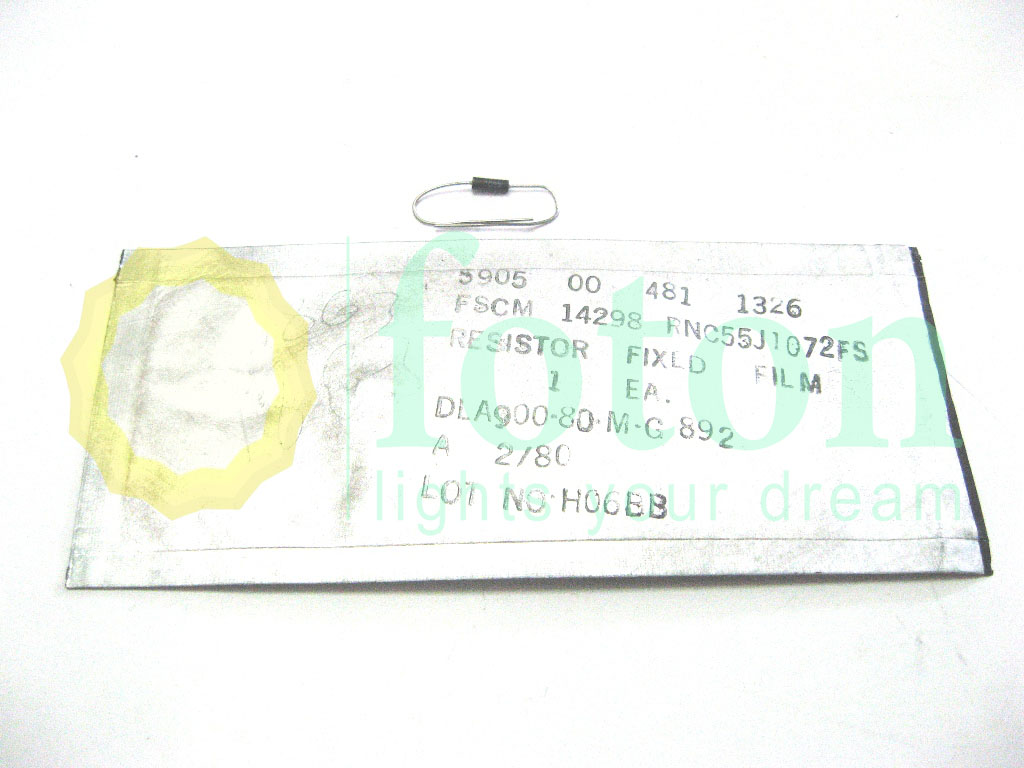 5905 00 481 1326
FSCM 14298 RNC55J1072FS
RESISTOR FIXED FILM
1 EA.
DLA900-80-M-G-892
A 2/80
LOT NO. H06BB
foton
lights your dream